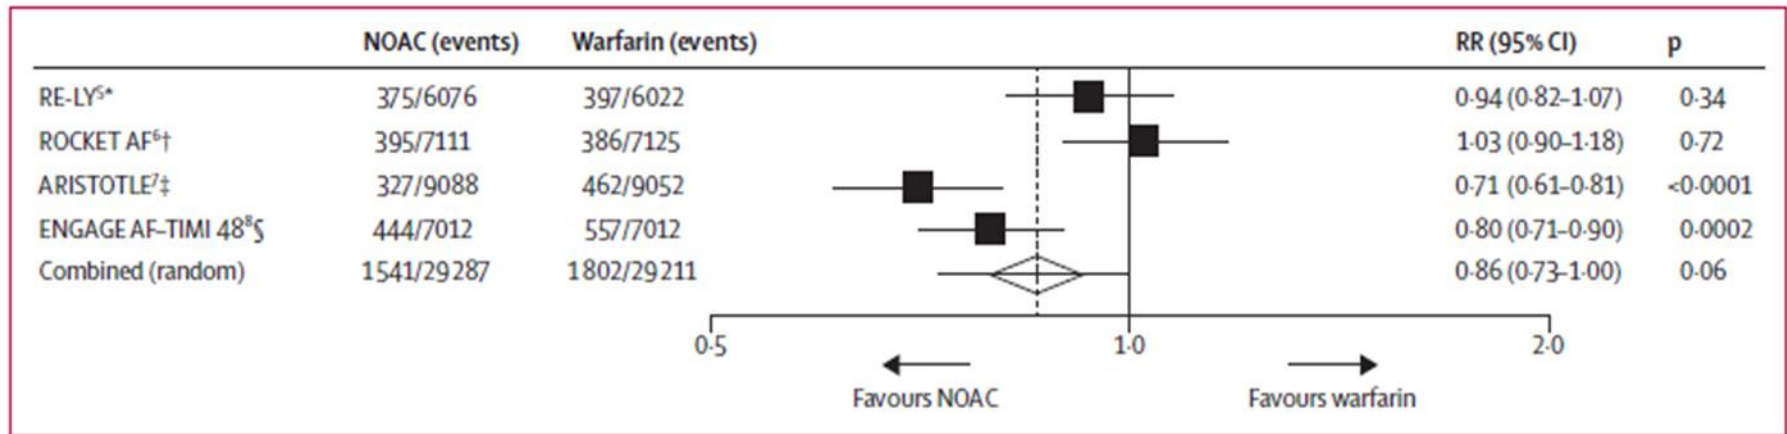 NOAC (events) Warfarin (events) RR (95% CI) p
RE-LY⁵* 375/6076 397/6022 0·94 (0·82–1·07) 0·34
ROCKET AF⁶† 395/7111 386/7125 1·03 (0·90–1·18) 0·72
ARISTOTLE⁷‡ 327/9088 462/9052 0·71 (0·61–0·81) <0·0001
ENGAGE AF–TIMI 48⁸§ 444/7012 557/7012 0·80 (0·71–0·90) 0·0002
Combined (random) 1541/29287 1802/29211 0·86 (0·73–1·00) 0·06
0·5 1·0 2·0
Favours NOAC Favours warfarin